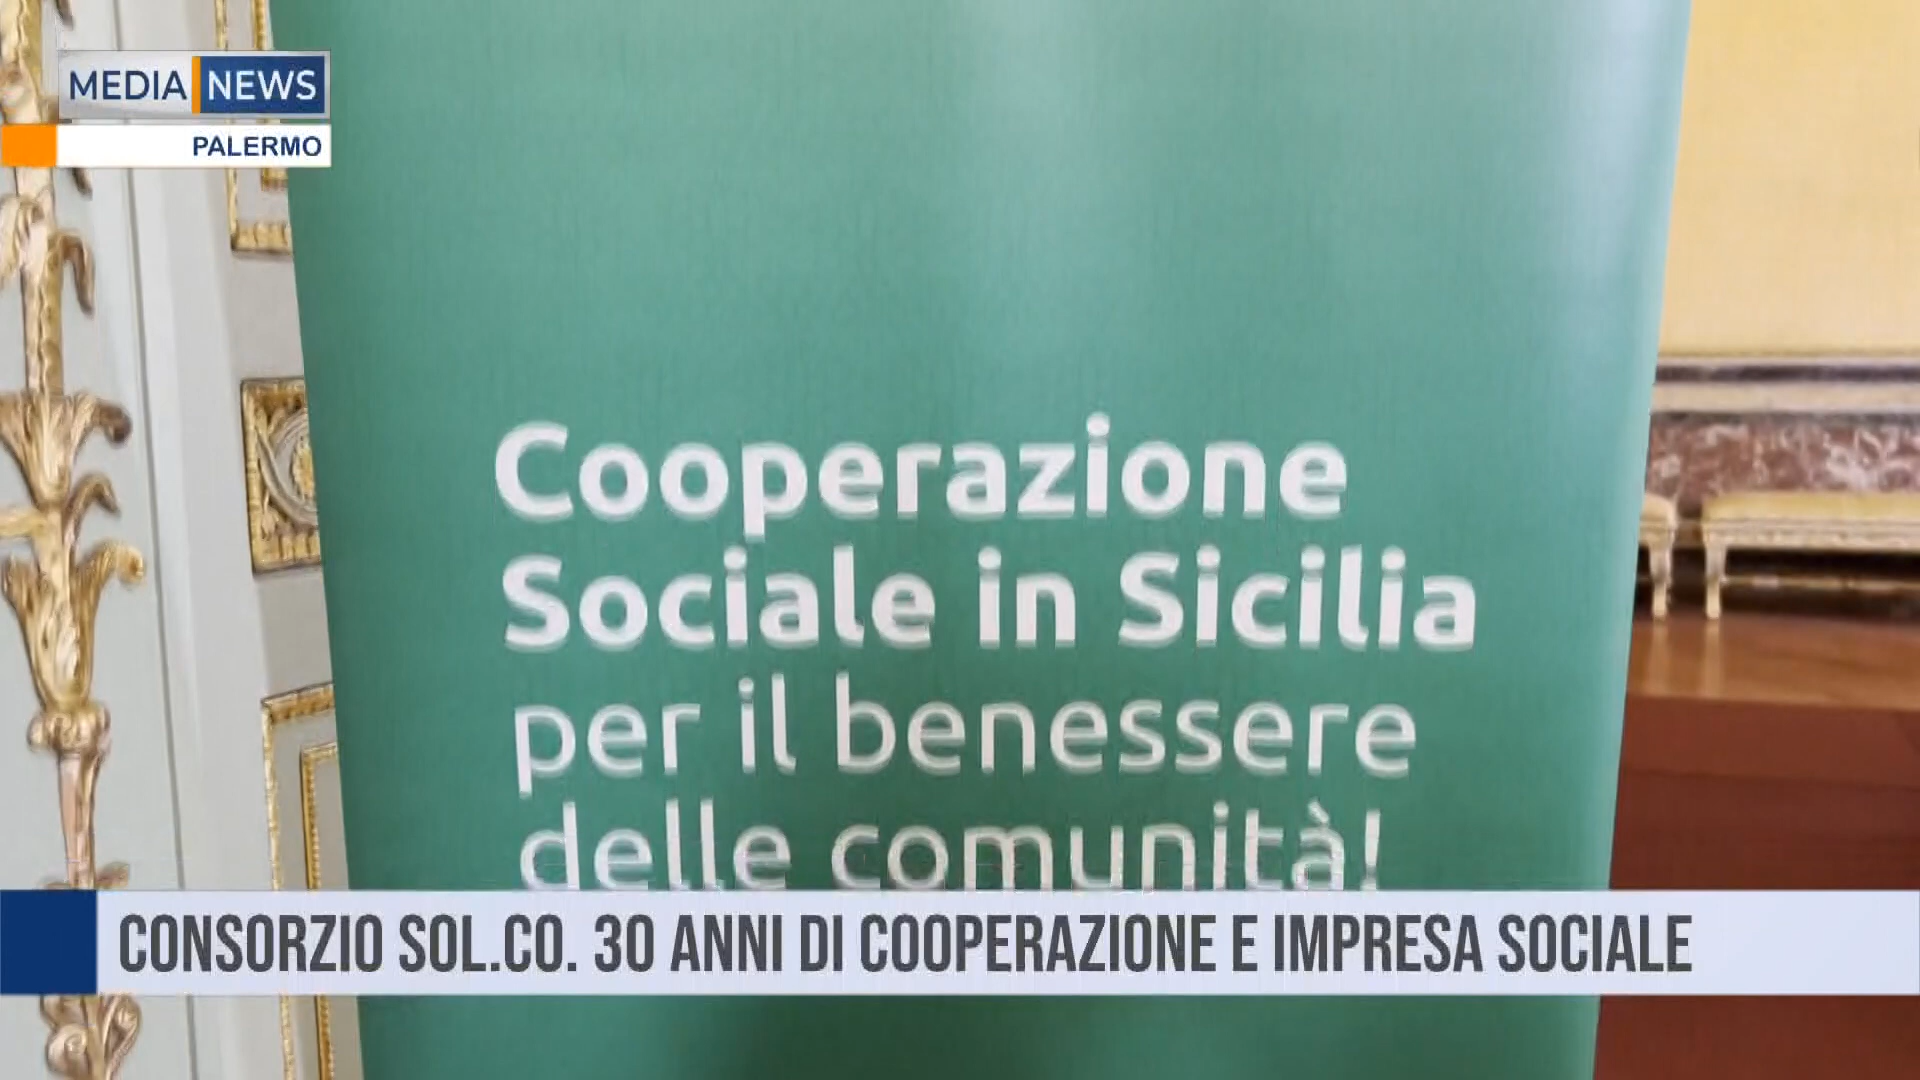 MEDIA NEWS
PALERMO
Cooperazione
Sociale in Sicilia
per il benessere
delle comunità!
CONSORZIO SOL.CO. 30 ANNI DI COOPERAZIONE E IMPRESA SOCIALE